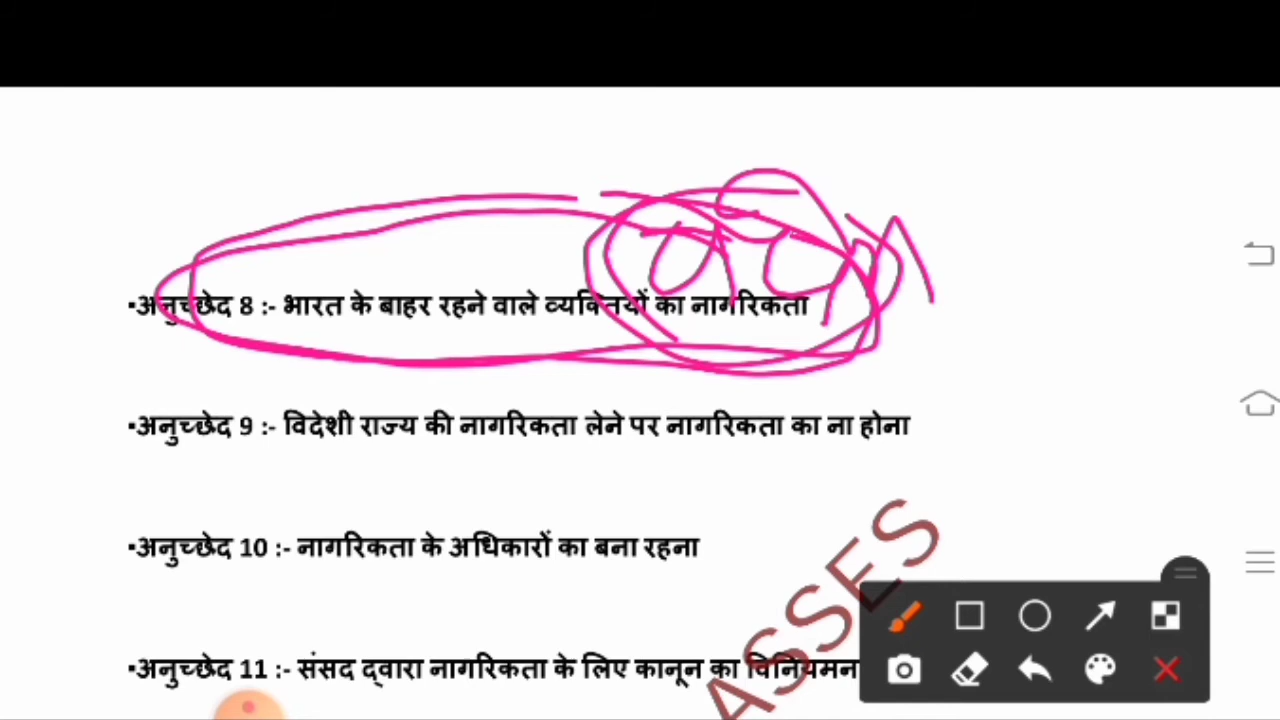 ▪अनुच्छेद 8 :- भारत के बाहर रहने वाले व्यक्तियों का नागरिकता
▪अनुच्छेद 9 :- विदेशी राज्य की नागरिकता लेने पर नागरिकता का ना होना
▪अनुच्छेद 10 :- नागरिकता के अधिकारों का बना रहना
▪अनुच्छेद 11 :- संसद द्वारा नागरिकता के लिए कानून का विनियमन
ASSES